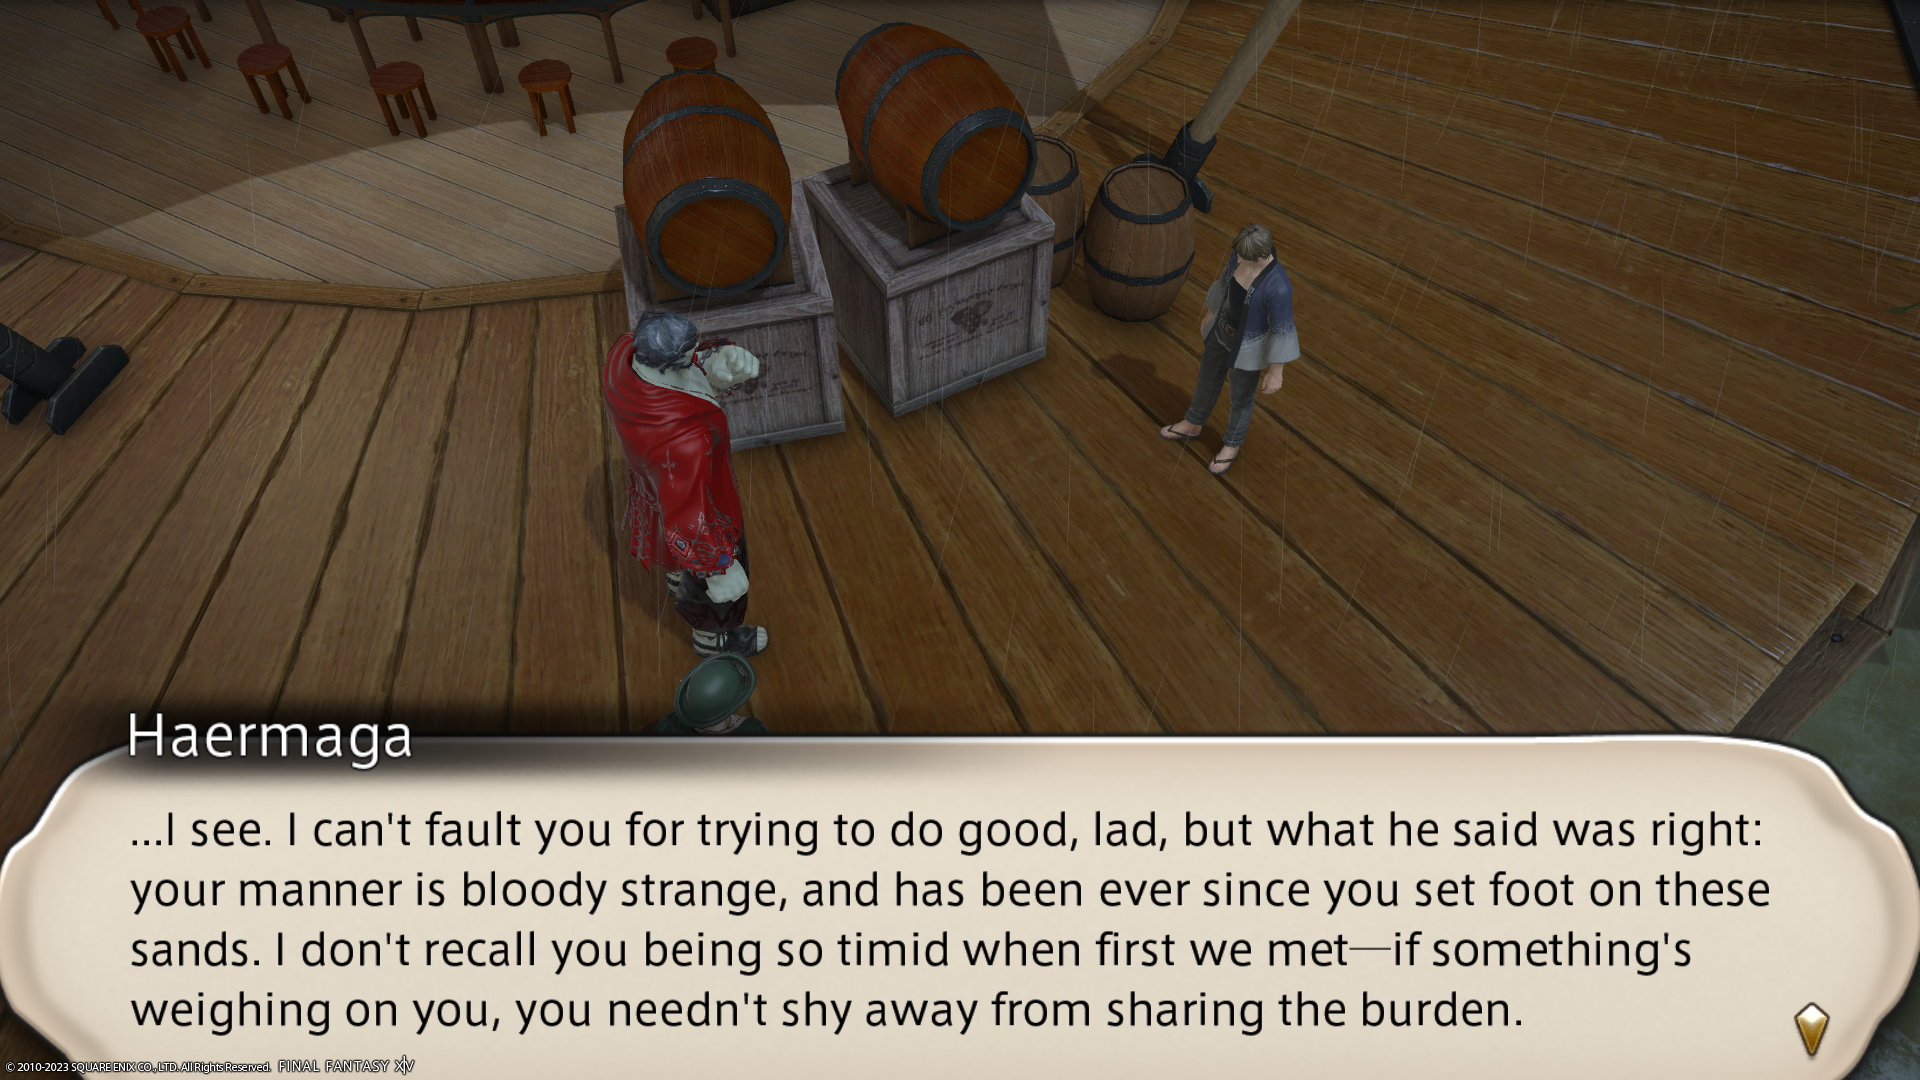 Haermaga
...I see. I can't fault you for trying to do good, lad, but what he said was right:
your manner is bloody strange, and has been ever since you set foot on these
sands. I don't recall you being so timid when first we met—if something's
weighing on you, you needn't shy away from sharing the burden.
© 2010-2023 SQUARE ENIX CO., LTD. All Rights Reserved. FINAL FANTASY XIV